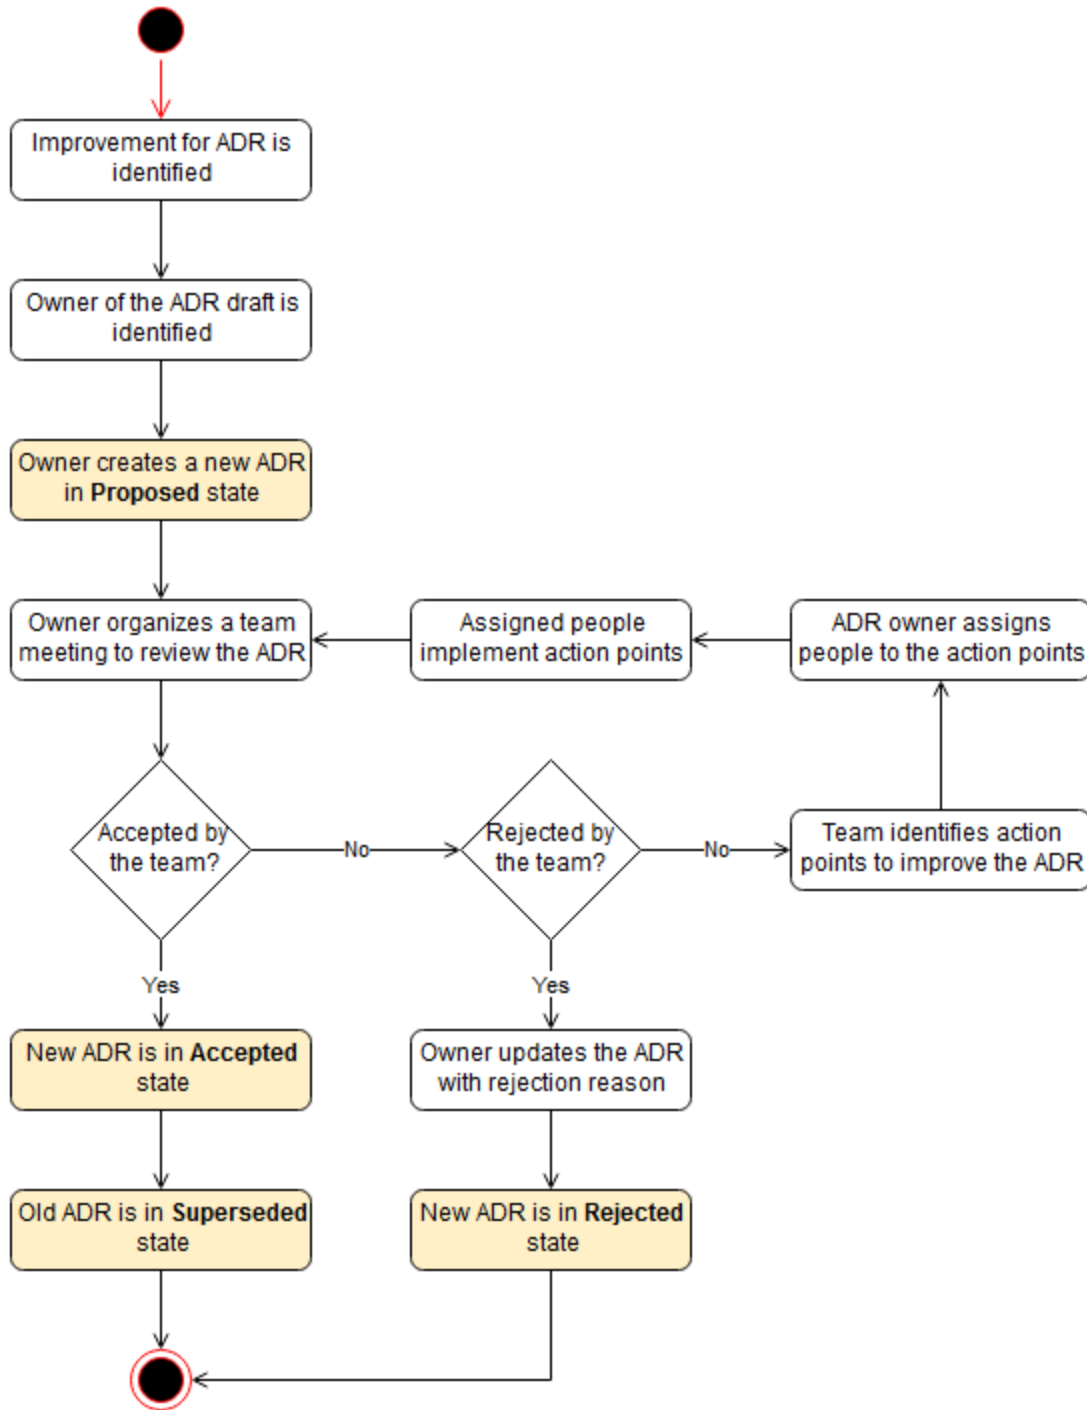 Improvement for ADR is
identified
Owner of the ADR draft is
identified
Owner creates a new ADR
in Proposed state
Owner organizes a team
meeting to review the ADR
Assigned people
implement action points
ADR owner assigns
people to the action points
Accepted by
the team?
No
Rejected by
the team?
No
Team identifies action
points to improve the ADR
Yes
Yes
New ADR is in Accepted
state
Owner updates the ADR
with rejection reason
Old ADR is in Superseded
state
New ADR is in Rejected
state